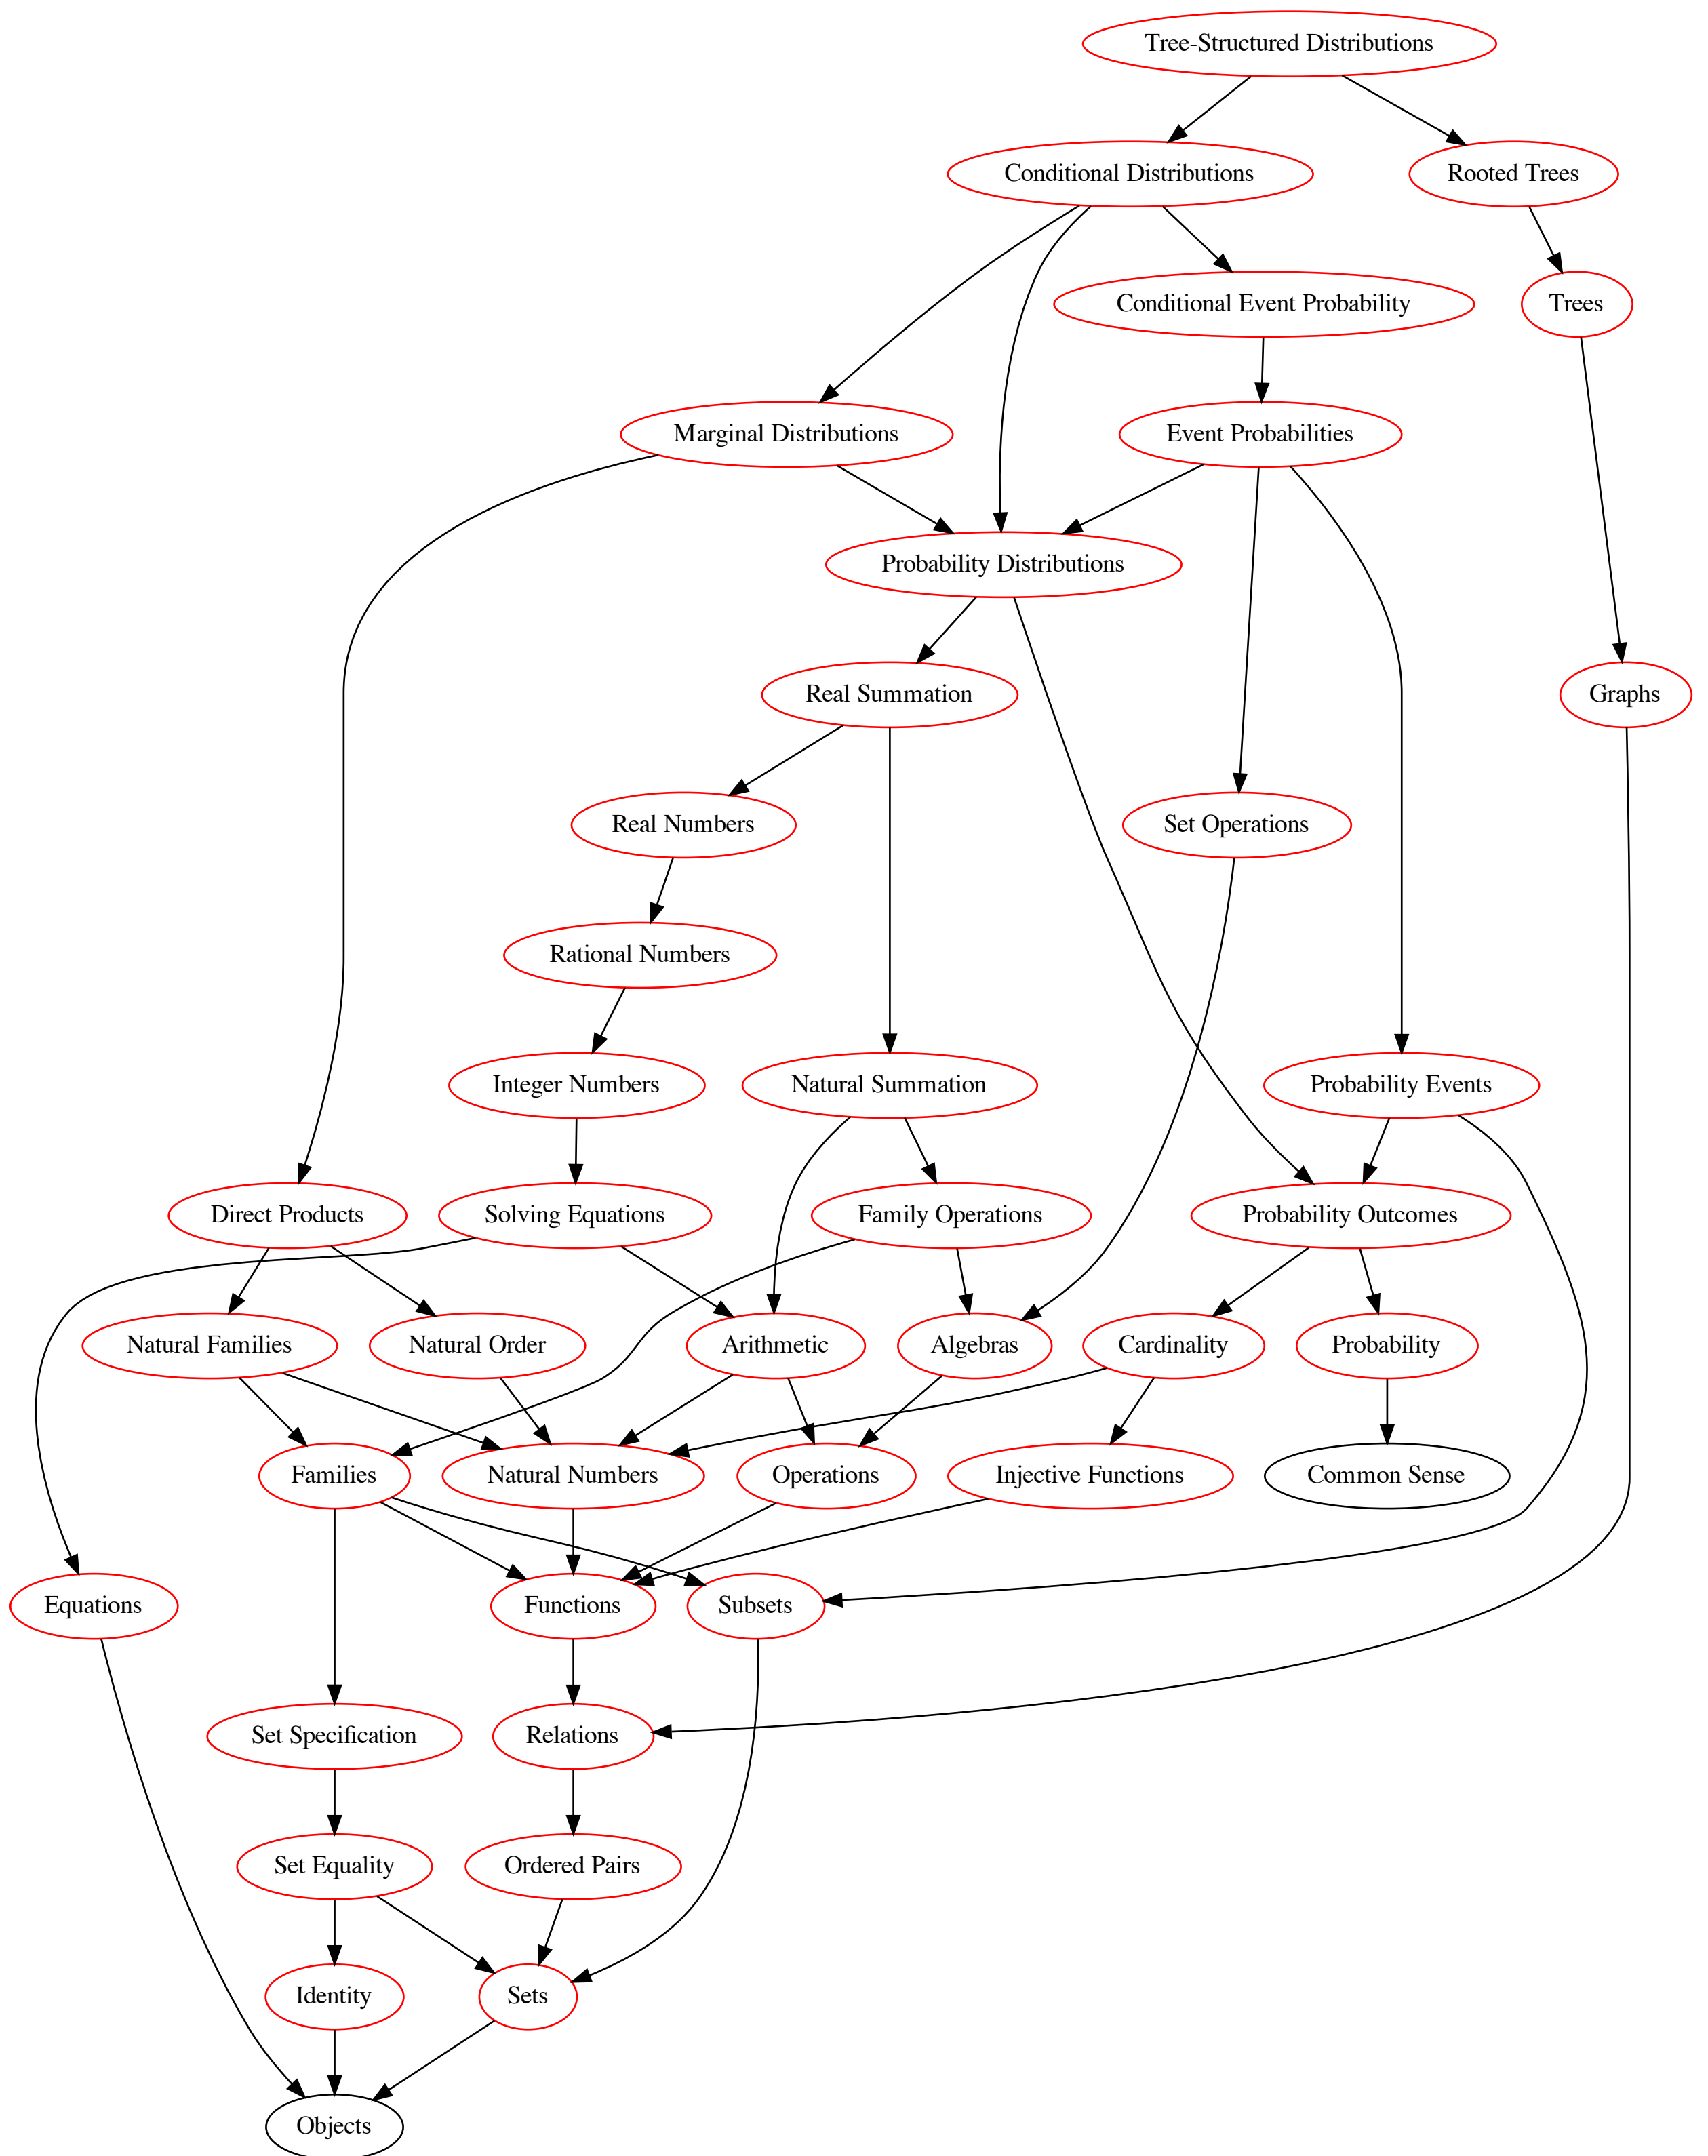 Tree-Structured Distributions
Conditional Distributions
Rooted Trees
Conditional Event Probability
Trees
Marginal Distributions
Event Probabilities
Probability Distributions
Real Summation
Graphs
Real Numbers
Set Operations
Rational Numbers
Integer Numbers
Natural Summation
Probability Events
Direct Products
Solving Equations
Family Operations
Probability Outcomes
Natural Families
Natural Order
Arithmetic
Algebras
Cardinality
Probability
Families
Natural Numbers
Operations
Injective Functions
Common Sense
Equations
Functions
Subsets
Set Specification
Relations
Set Equality
Ordered Pairs
Identity
Sets
Objects